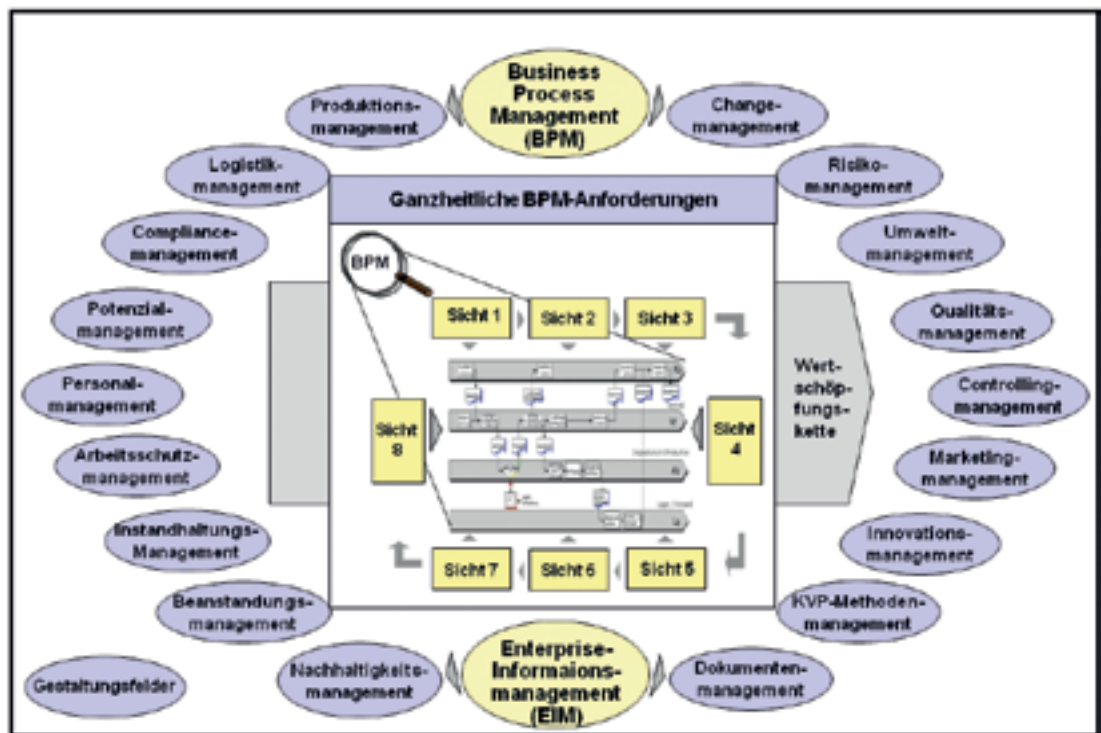 Business
Process
Management
(BPM)
Produktions-
management
Change-
management
Logistik-
management
Risiko-
management
Ganzheitliche BPM-Anforderungen
Compliance-
management
Umwelt-
management
BPM
Sicht 1
Sicht 2
Sicht 3
Potenzial-
management
Qualitäts-
management
Wert-
schöp-
fungs-
kette
Personal-
management
Controllling-
management
Sicht
8
Sicht
4
Arbeitsschutz-
management
Marketing-
management
Instandhaltungs-
Management
Innovations-
management
Sicht 7
Sicht 6
Sicht 5
Beanstandungs-
management
KVP-Methoden-
management
Enterprise-
Informaions-
management
(EIM)
Nachhaltigkeits-
management
Dokumenten-
management
Gestaltungsfelder